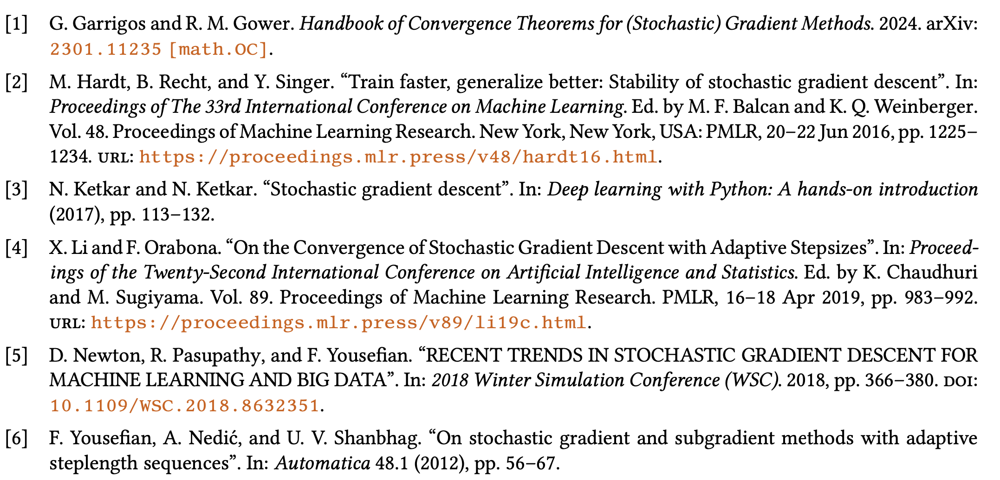 [1] G. Garrigos and R. M. Gower. Handbook of Convergence Theorems for (Stochastic) Gradient Methods. 2024. arXiv:
2301.11235 [math.OC].
[2] M. Hardt, B. Recht, and Y. Singer. “Train faster, generalize better: Stability of stochastic gradient descent”. In:
Proceedings of The 33rd International Conference on Machine Learning. Ed. by M. F. Balcan and K. Q. Weinberger.
Vol. 48. Proceedings of Machine Learning Research. New York, New York, USA: PMLR, 20–22 Jun 2016, pp. 1225–
1234. URL: https://proceedings.mlr.press/v48/hardt16.html.
[3] N. Ketkar and N. Ketkar. “Stochastic gradient descent”. In: Deep learning with Python: A hands-on introduction
(2017), pp. 113–132.
[4] X. Li and F. Orabona. “On the Convergence of Stochastic Gradient Descent with Adaptive Stepsizes”. In: Proceed-
ings of the Twenty-Second International Conference on Artificial Intelligence and Statistics. Ed. by K. Chaudhuri
and M. Sugiyama. Vol. 89. Proceedings of Machine Learning Research. PMLR, 16–18 Apr 2019, pp. 983–992.
URL: https://proceedings.mlr.press/v89/li19c.html.
[5] D. Newton, R. Pasupathy, and F. Yousefian. “RECENT TRENDS IN STOCHASTIC GRADIENT DESCENT FOR
MACHINE LEARNING AND BIG DATA”. In: 2018 Winter Simulation Conference (WSC). 2018, pp. 366–380. DOI:
10.1109/WSC.2018.8632351.
[6] F. Yousefian, A. Nedić, and U. V. Shanbhag. “On stochastic gradient and subgradient methods with adaptive
steplength sequences”. In: Automatica 48.1 (2012), pp. 56–67.